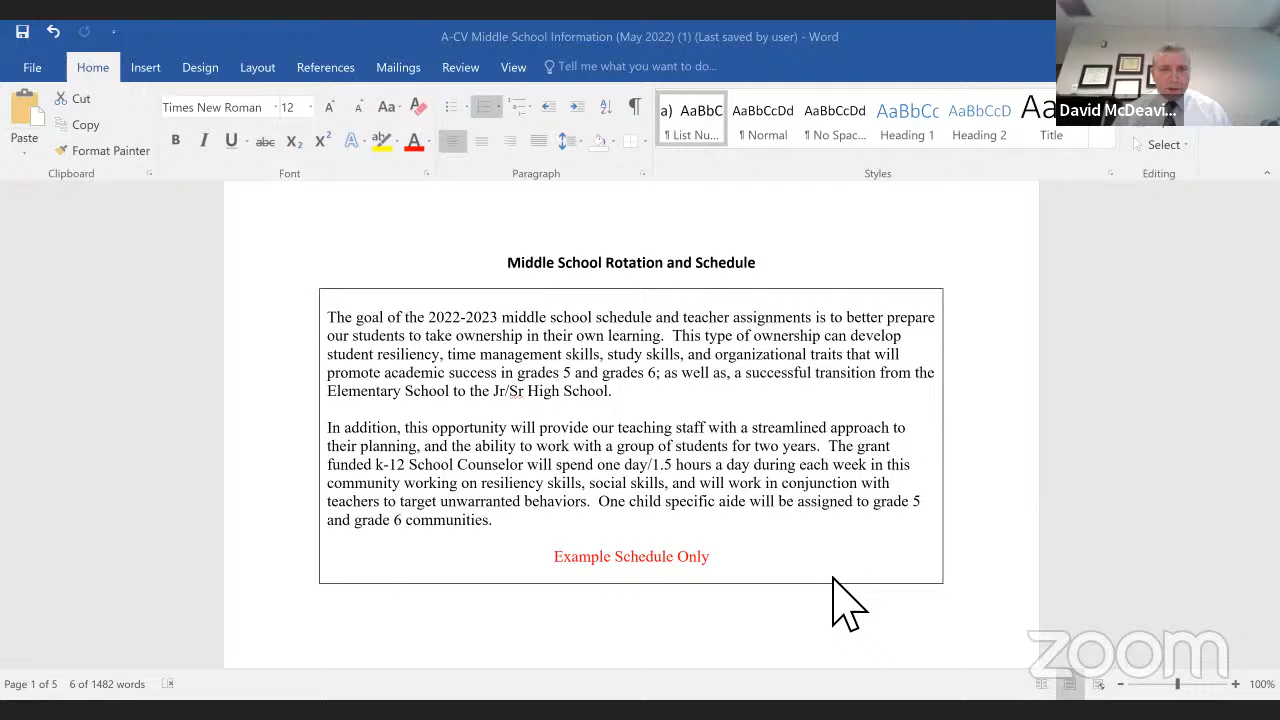 A-CV Middle School Information (May 2022) (1) (Last saved by user) - Word
File Home Insert Design Layout References Mailings Review View Tell me what you want to do...
David McDeavi...
Paste
Cut
Copy
Format Painter
Clipboard
Times New Roman 12
Font
Paragraph
a) AaBbC AaBbCcDd AaBbCcDd AaBbCc AaBbCcD Aa
¶ List Nu... ¶ Normal ¶ No Spac... Heading 1 Heading 2 Title
Styles
Select
Editing
Middle School Rotation and Schedule
The goal of the 2022-2023 middle school schedule and teacher assignments is to better prepare
our students to take ownership in their own learning. This type of ownership can develop
student resiliency, time management skills, study skills, and organizational traits that will
promote academic success in grades 5 and grades 6; as well as, a successful transition from the
Elementary School to the Jr/Sr High School.
In addition, this opportunity will provide our teaching staff with a streamlined approach to
their planning, and the ability to work with a group of students for two years. The grant
funded k-12 School Counselor will spend one day/1.5 hours a day during each week in this
community working on resiliency skills, social skills, and will work in conjunction with
teachers to target unwarranted behaviors. One child specific aide will be assigned to grade 5
and grade 6 communities.
Example Schedule Only
zoom
Page 1 of 5 6 of 1482 words 100%